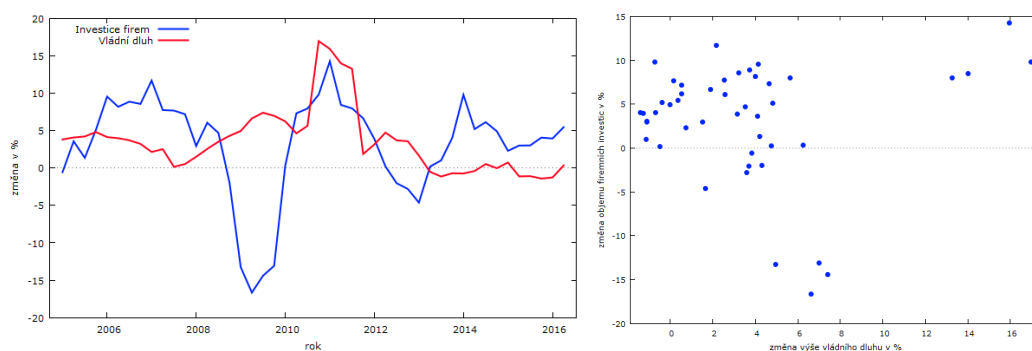 změna v %
20
15
10
5
0
-5
-10
-15
-20
Investice firem
Vládní dluh
2006 2008 2010 2012 2014 2016
rok
změna objemu firemních investic v %
15
10
5
0
-5
-10
-15
-20
0 2 4 6 8 10 12 14 16
změna výše vládního dluhu v %